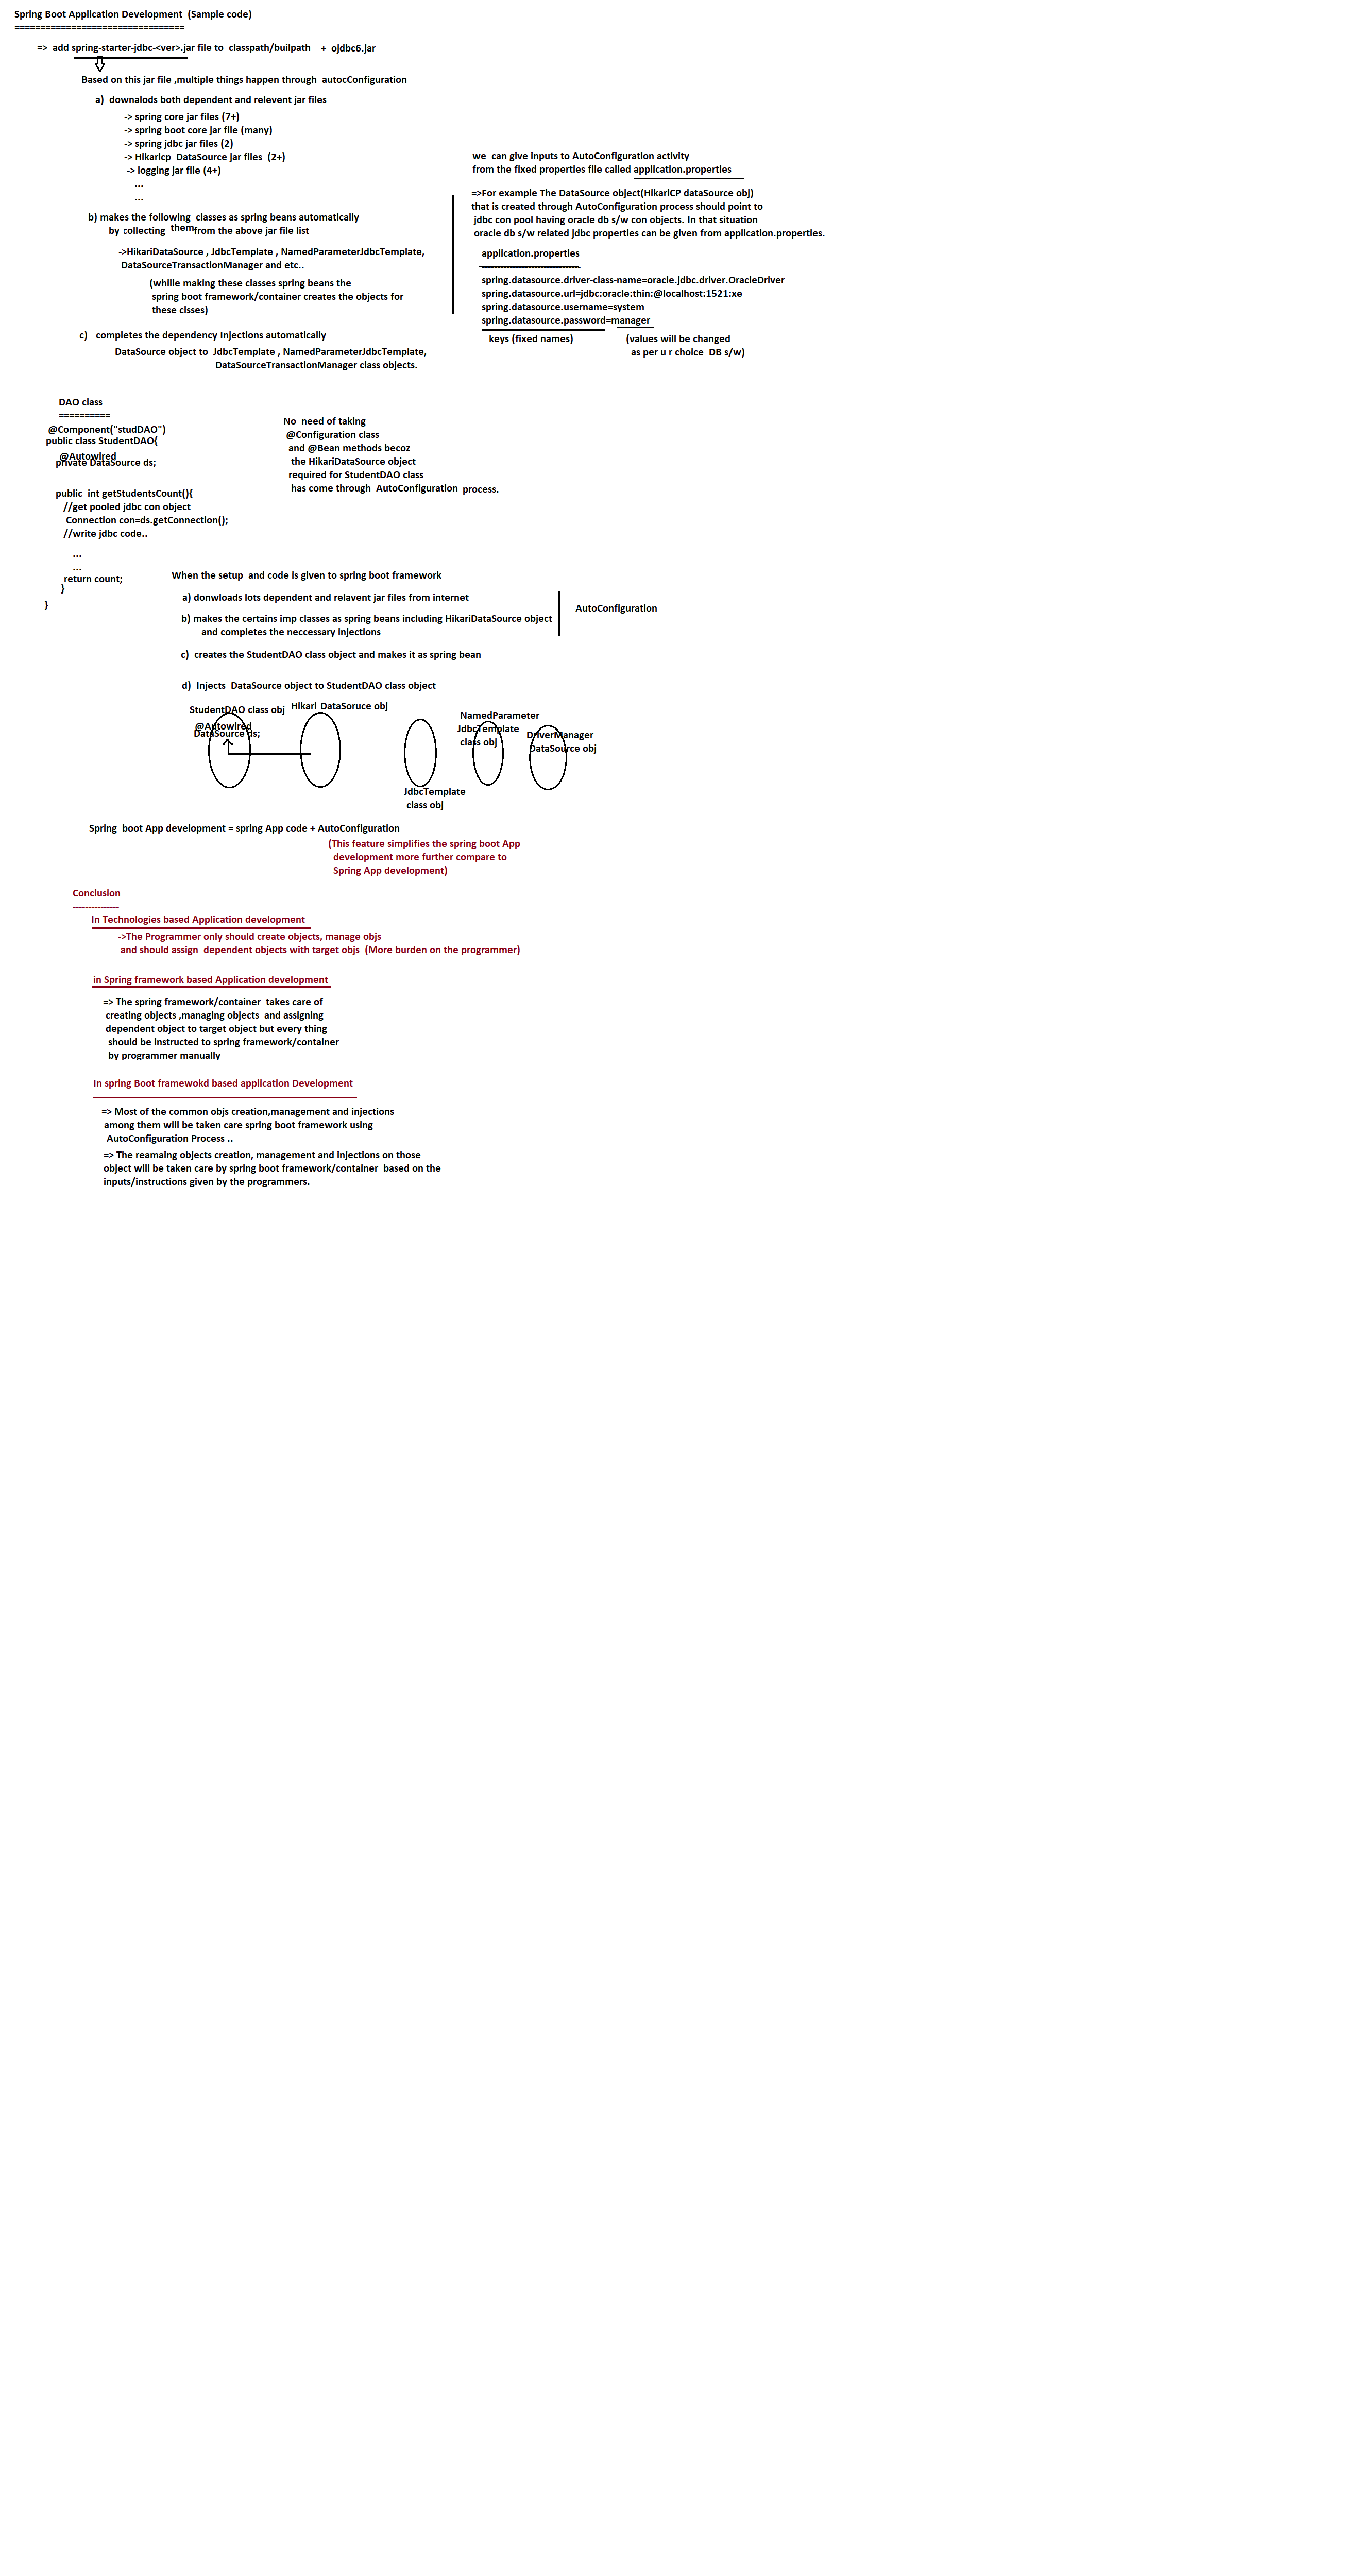 Spring Boot Application Development  (Sample code)
=================================
=>  add spring-starter-jdbc-<ver>.jar file to  classpath/builpath   +  ojdbc6.jar
Based on this jar file ,multiple things happen through  autocConfiguration
a)  downalods both dependent and relevent jar files
-> spring core jar files (7+)
-> spring boot core jar file (many)
-> spring jdbc jar files (2)
-> Hikaricp  DataSource jar files  (2+)
-> logging jar file (4+)
...
...
b) makes the following  classes as spring beans automatically
by collecting  them from the above jar file list
->HikariDataSource , JdbcTemplate , NamedParameterJdbcTemplate,
DataSourceTransactionManager and etc..
(whille making these classes spring beans the
spring boot framework/container creates the objects for
these clsses)
c)   completes the dependency Injections automatically
DataSource object to  JdbcTemplate , NamedParameterJdbcTemplate,
DataSourceTransactionManager class objects.
we  can give inputs to AutoConfiguration activity
from the fixed properties file called application.properties
=>For example The DataSource object(HikariCP dataSource obj)
that is created through AutoConfiguration process should point to
jdbc con pool having oracle db s/w con objects. In that situation
oracle db s/w related jdbc properties can be given from application.properties.
application.properties
-----------------------------
spring.datasource.driver-class-name=oracle.jdbc.driver.OracleDriver
spring.datasource.url=jdbc:oracle:thin:@localhost:1521:xe
spring.datasource.username=system
spring.datasource.password=manager
keys (fixed names)
(values will be changed
as per u r choice  DB s/w)
DAO class
==========
@Component("studDAO")
public class StudentDAO{
@Autowired
private DataSource ds;
public  int getStudentsCount(){
//get pooled jdbc con object
Connection con=ds.getConnection();
//write jdbc code..
...
...
return count;
}
}
No  need of taking
@Configuration class
and @Bean methods becoz
the HikariDataSource object
required for StudentDAO class
has come through  AutoConfiguration  process.
When the setup  and code is given to spring boot framework
a) donwloads lots dependent and relavent jar files from internet
b) makes the certains imp classes as spring beans including HikariDataSource object
and completes the neccessary injections
.AutoConfiguration
c)  creates the StudentDAO class object and makes it as spring bean
d)  Injects  DataSource object to StudentDAO class object
StudentDAO class obj
@Autowired
DataSource ds;
Hikari DataSoruce obj
JdbcTemplate
class obj
NamedParameter
JdbcTemplate
class obj
DriverManager
DataSource obj
Spring  boot App development = spring App code + AutoConfiguration
(This feature simplifies the spring boot App
development more further compare to
Spring App development)
Conclusion
---------------
In Technologies based Application development
->The Programmer only should create objects, manage objs
and should assign  dependent objects with target objs  (More burden on the programmer)
in Spring framework based Application development
=> The spring framework/container  takes care of
creating objects ,managing objects  and assigning
dependent object to target object but every thing
should be instructed to spring framework/container
by programmer manually
In spring Boot framewokd based application Development
=> Most of the common objs creation,management and injections
among them will be taken care spring boot framework using
AutoConfiguration Process ..
=> The reamaing objects creation, management and injections on those
object will be taken care by spring boot framework/container  based on the
inputs/instructions given by the programmers.